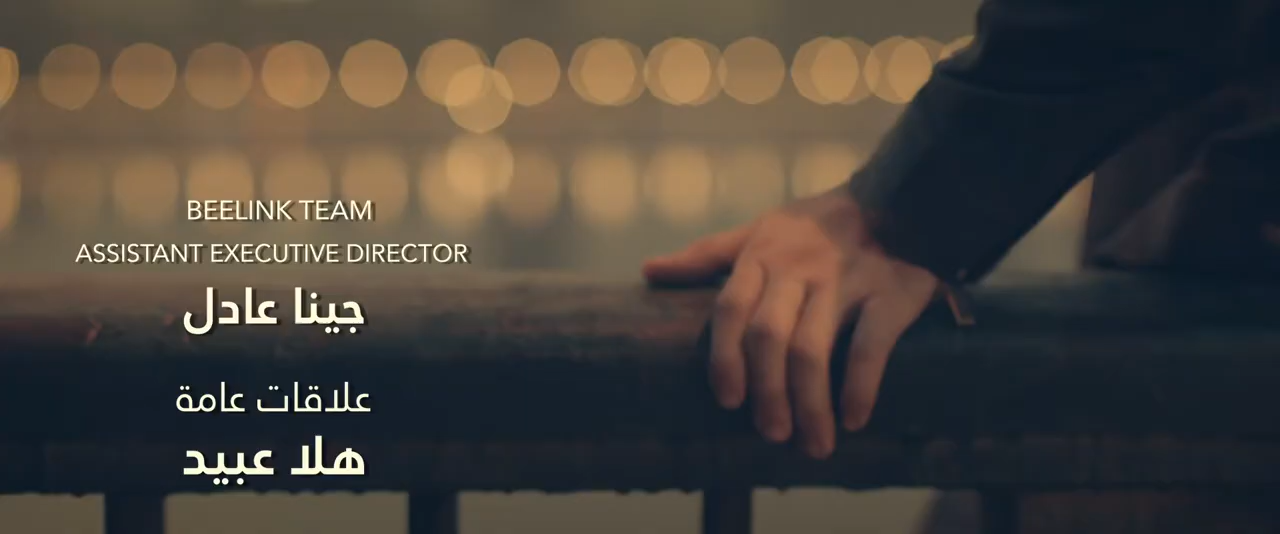 BEELINK TEAM
ASSISTANT EXECUTIVE DIRECTOR
جينا عادل
علاقات عامة
هلا عبيد